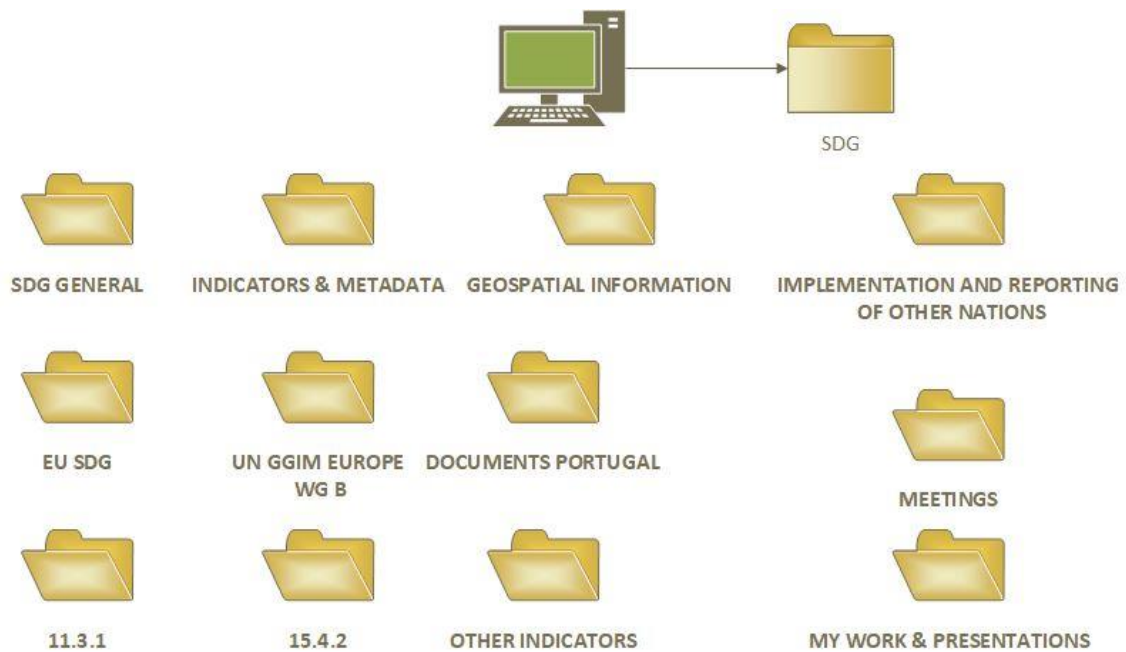 SDG
SDG GENERAL
INDICATORS & METADATA
GEOSPATIAL INFORMATION
IMPLEMENTATION AND REPORTING
OF OTHER NATIONS
EU SDG
UN GGIM EUROPE
WG B
DOCUMENTS PORTUGAL
MEETINGS
11.3.1
15.4.2
OTHER INDICATORS
MY WORK & PRESENTATIONS